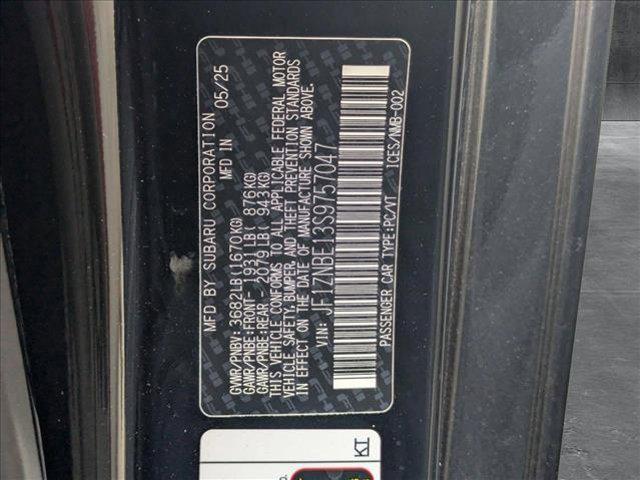 MFD BY SUBARU CORPORATION 05/25
MFD IN
GVWR/PNBV:3682LB(1670KG)
GAWR/PNBE:FRONT- 1931LB( 876KG)
GAWR/PNBE:REAR - 2079LB( 943KG)
THIS VEHICLE CONFORMS TO ALL APPLICABLE FEDERAL MOTOR
VEHICLE SAFETY, BUMPER, AND THEFT PREVENTION STANDARDS
IN EFFECT ON THE DATE OF MANUFACTURE SHOWN ABOVE.
VIN: JF1ZNBE13S9757047
PASSENGER CAR TYPE:PC/VT ICES/NMB-002